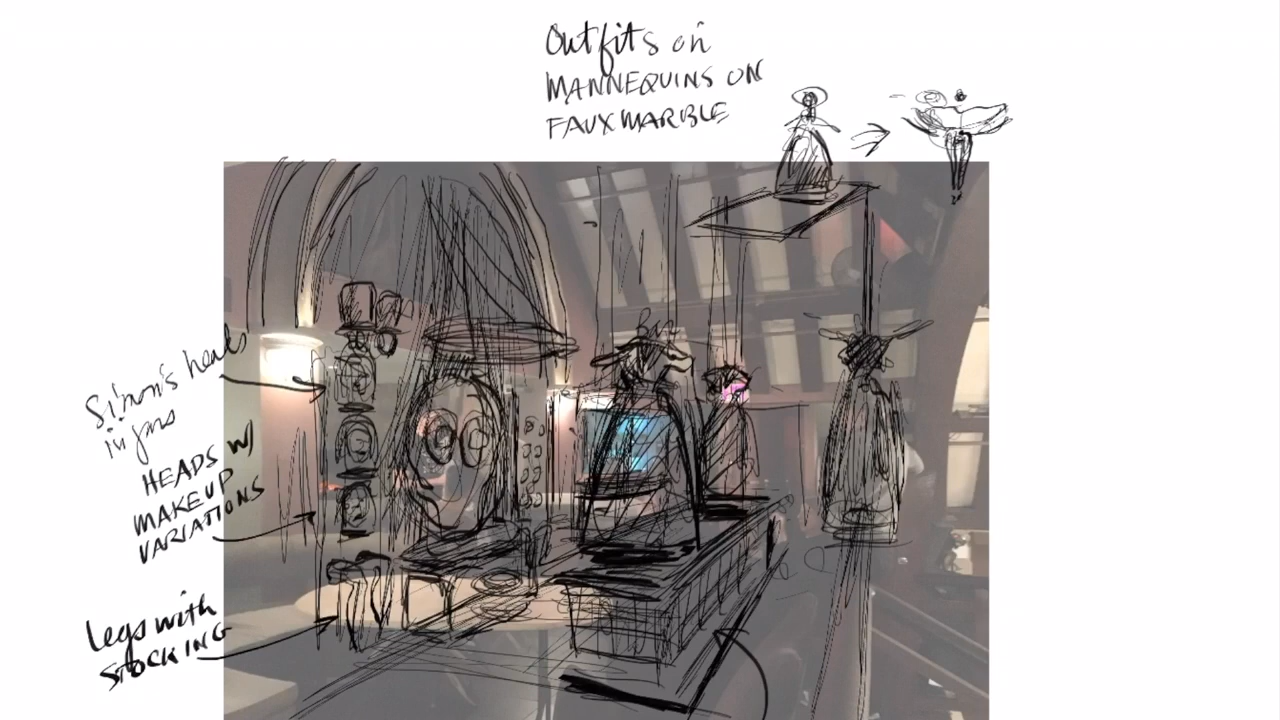 Outfits on
MANNEQUINS ON
FAUX MARBLE
Simon's heads
in jars
HEADS W/
MAKEUP
VARIATIONS
Legs with
STOCKING